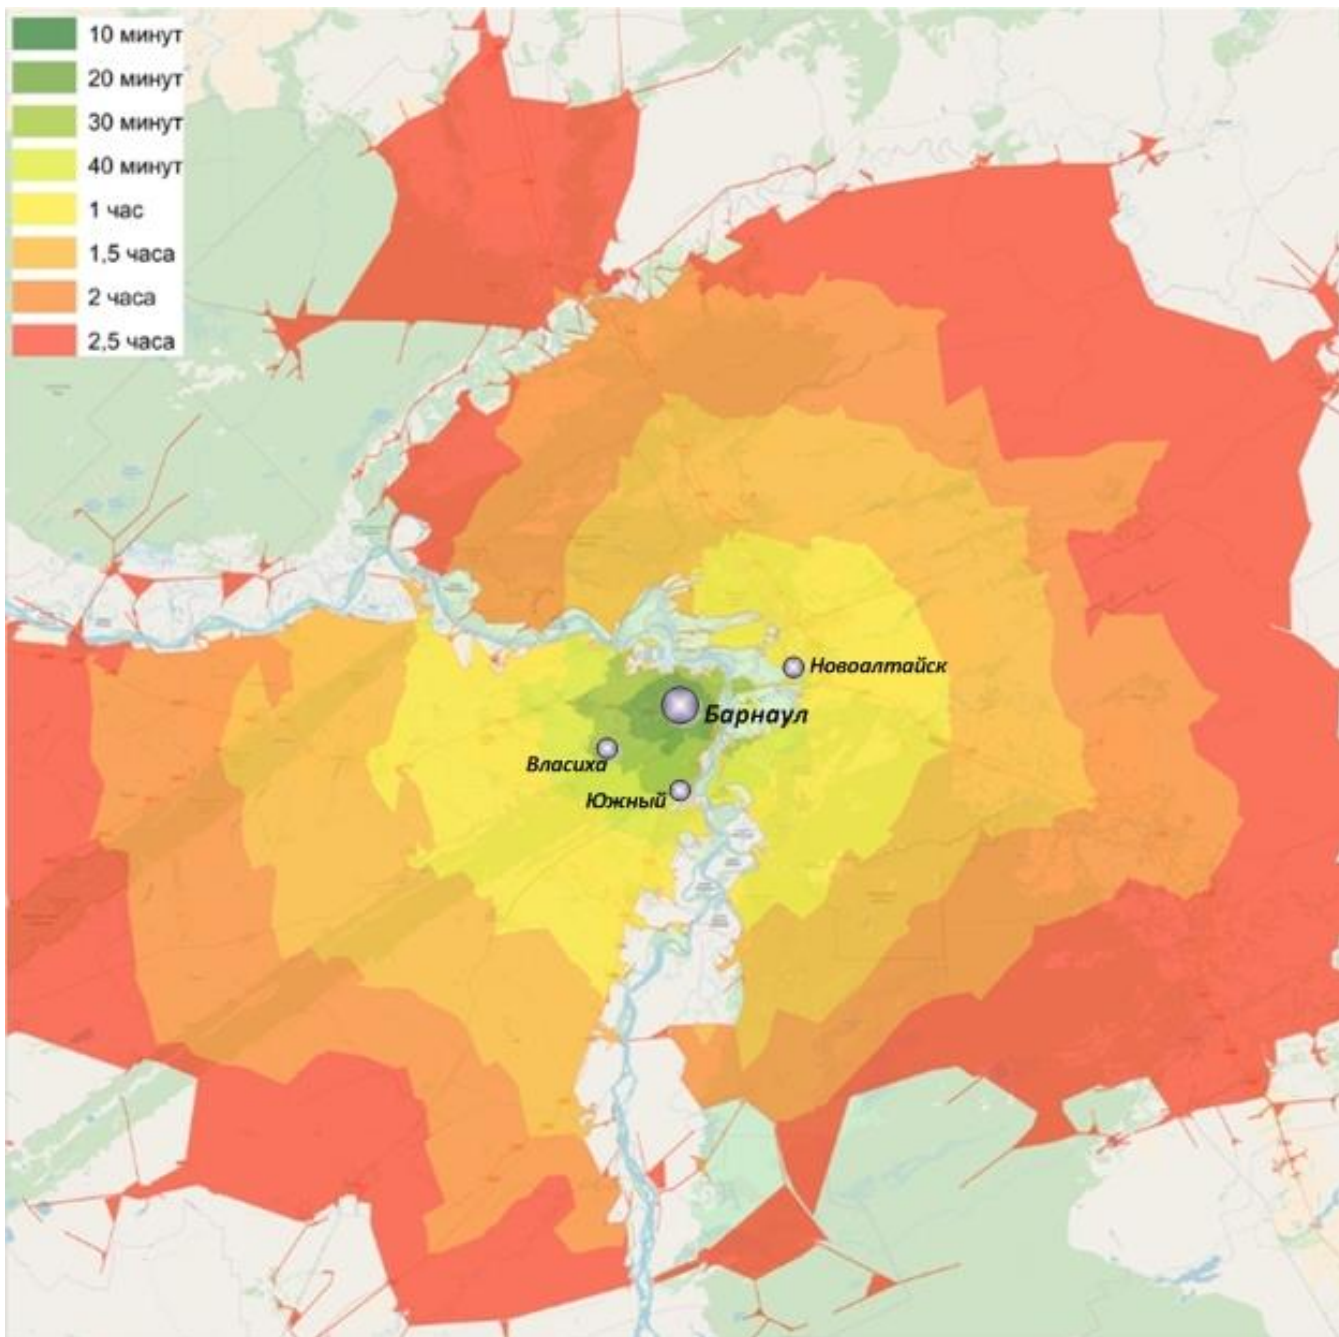 10 минут
20 минут
30 минут
40 минут
1 час
1,5 часа
2 часа
2,5 часа
Новоалтайск
Барнаул
Власиха
Южный